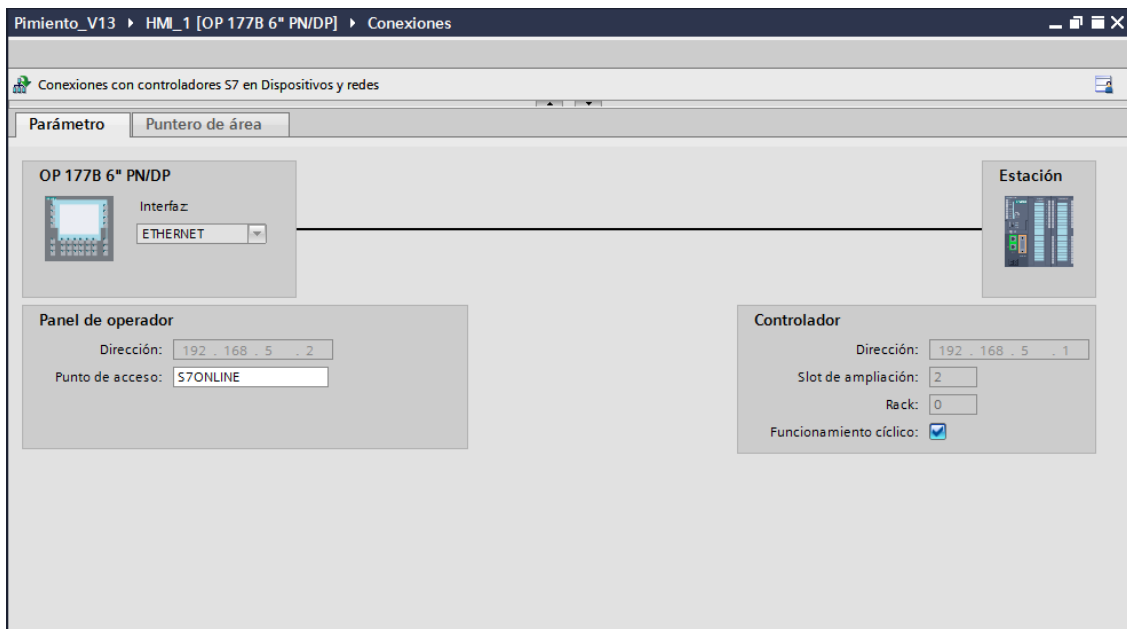 Pimiento_V13 ▸ HMI_1 [OP 177B 6" PN/DP] ▸ Conexiones
Conexiones con controladores S7 en Dispositivos y redes
Parámetro Puntero de área
OP 177B 6" PN/DP
Interfaz
ETHERNET
Estación
Panel de operador
Dirección: 192 . 168 . 5 . 2
Punto de acceso: S7ONLINE
Controlador
Dirección: 192 . 168 . 5 . 1
Slot de ampliación: 2
Rack: 0
Funcionamiento cíclico: